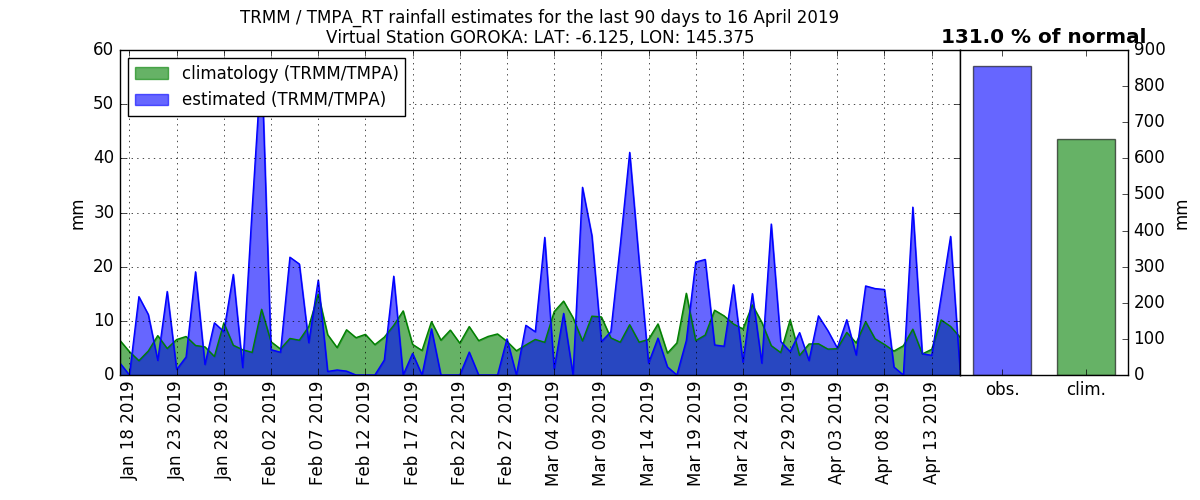 TRMM / TMPA_RT rainfall estimates for the last 90 days to 16 April 2019
Virtual Station GOROKA: LAT: -6.125, LON: 145.375
131.0 % of normal
climatology (TRMM/TMPA)
estimated (TRMM/TMPA)
mm
60
50
40
30
20
10
0
Jan 18 2019
Jan 23 2019
Jan 28 2019
Feb 02 2019
Feb 07 2019
Feb 12 2019
Feb 17 2019
Feb 22 2019
Feb 27 2019
Mar 04 2019
Mar 09 2019
Mar 14 2019
Mar 19 2019
Mar 24 2019
Mar 29 2019
Apr 03 2019
Apr 08 2019
Apr 13 2019
900
800
700
600
500
400
300
200
100
0
mm
obs.
clim.